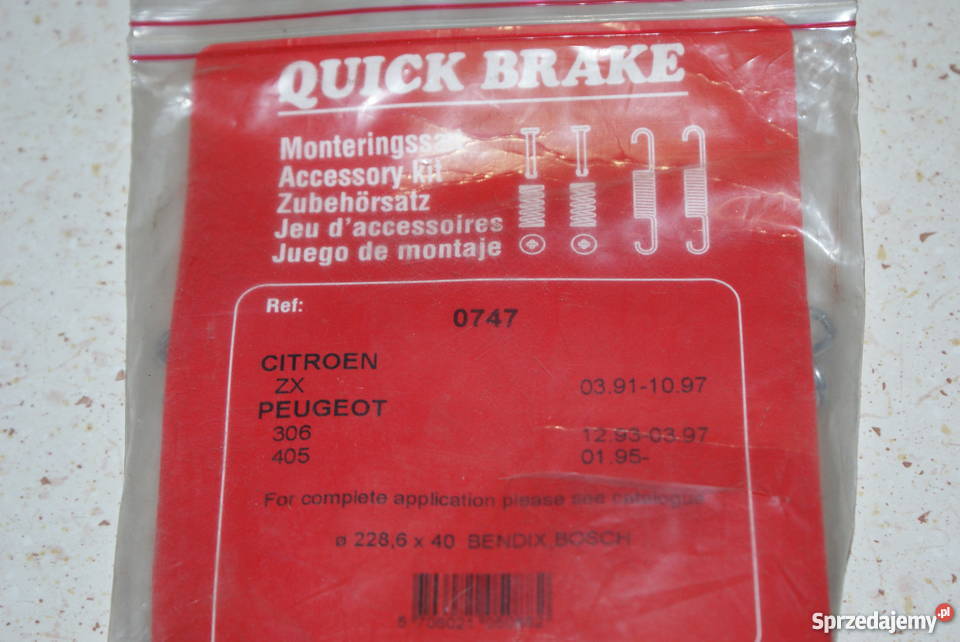 QUICK BRAKE
Monteringssat
Accessory kit
Zubehörsatz
Jeu d'accessoires
Juego de montaje
Ref: 0747
CITROEN
ZX 03.91-10.97
PEUGEOT
306 12.93-03.97
405 01.95-
For complete application please see catalogue
ø 228,6 x 40 BENDIX,BOSCH
Sprzedajemy.pl